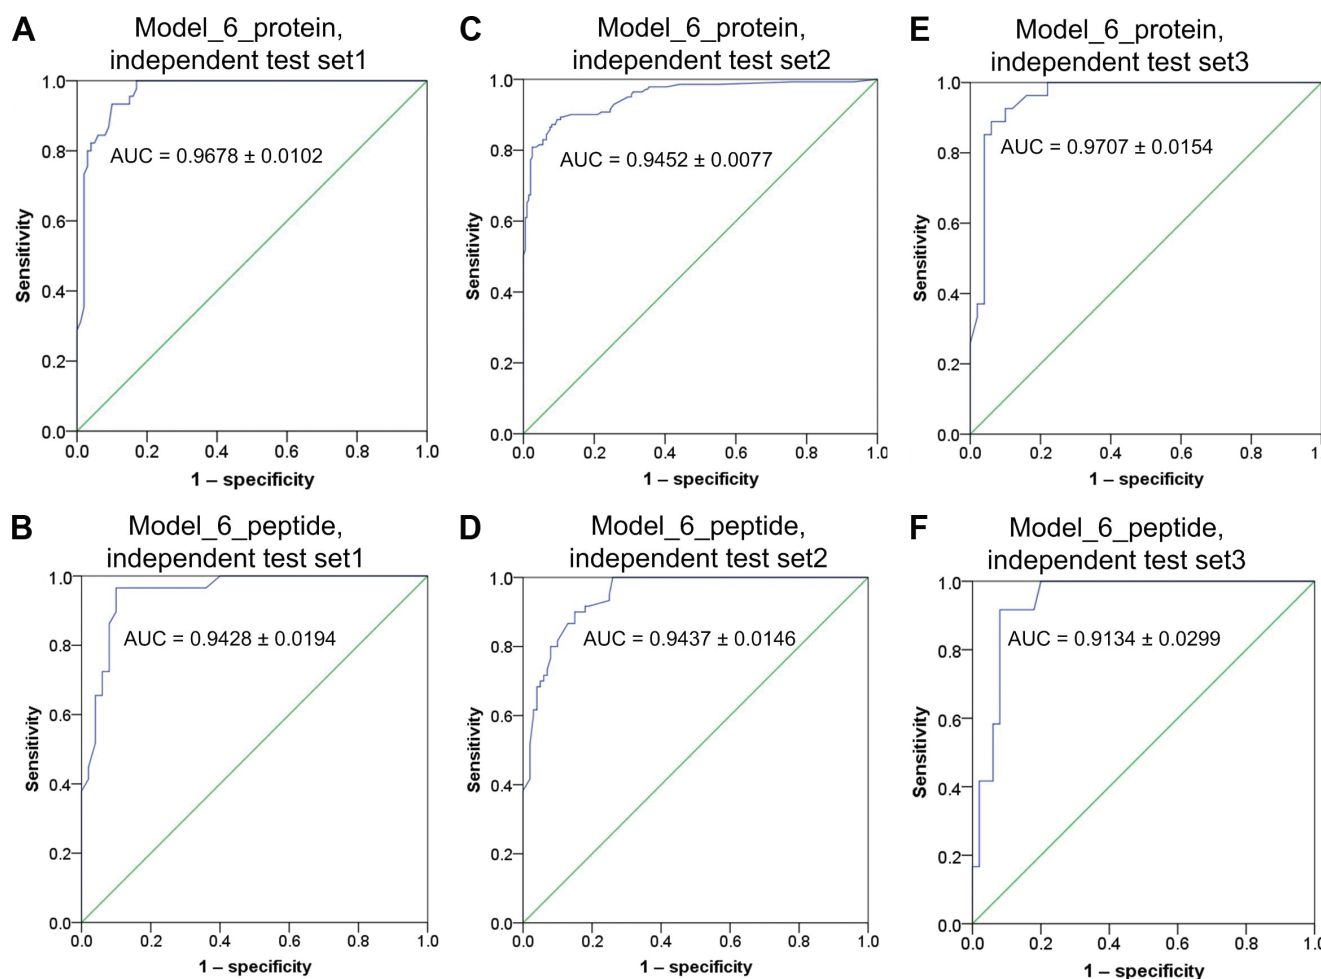 A
Model_6_protein,
independent test set1
1.0
0.8
0.6
0.4
0.2
0.0
Sensitivity
AUC = 0.9678 ± 0.0102
0.0 0.2 0.4 0.6 0.8 1.0
1 – specificity
C
Model_6_protein,
independent test set2
1.0
0.8
0.6
0.4
0.2
0.0
Sensitivity
AUC = 0.9452 ± 0.0077
0.0 0.2 0.4 0.6 0.8 1.0
1 – specificity
E
Model_6_protein,
independent test set3
1.0
0.8
0.6
0.4
0.2
0.0
Sensitivity
AUC = 0.9707 ± 0.0154
0.0 0.2 0.4 0.6 0.8
1 – specificity
B
Model_6_peptide,
independent test set1
1.0
0.8
0.6
0.4
0.2
0.0
Sensitivity
AUC = 0.9428 ± 0.0194
0.0 0.2 0.4 0.6 0.8 1.0
1 – specificity
D
Model_6_peptide,
independent test set2
1.0
0.8
0.6
0.4
0.2
0.0
Sensitivity
AUC = 0.9437 ± 0.0146
0.0 0.2 0.4 0.6 0.8 1.0
1 – specificity
F
Model_6_peptide,
independent test set3
1.0
0.8
0.6
0.4
0.2
0.0
Sensitivity
AUC = 0.9134 ± 0.0299
0.0 0.2 0.4 0.6 0.8 1.0
1 – specificity